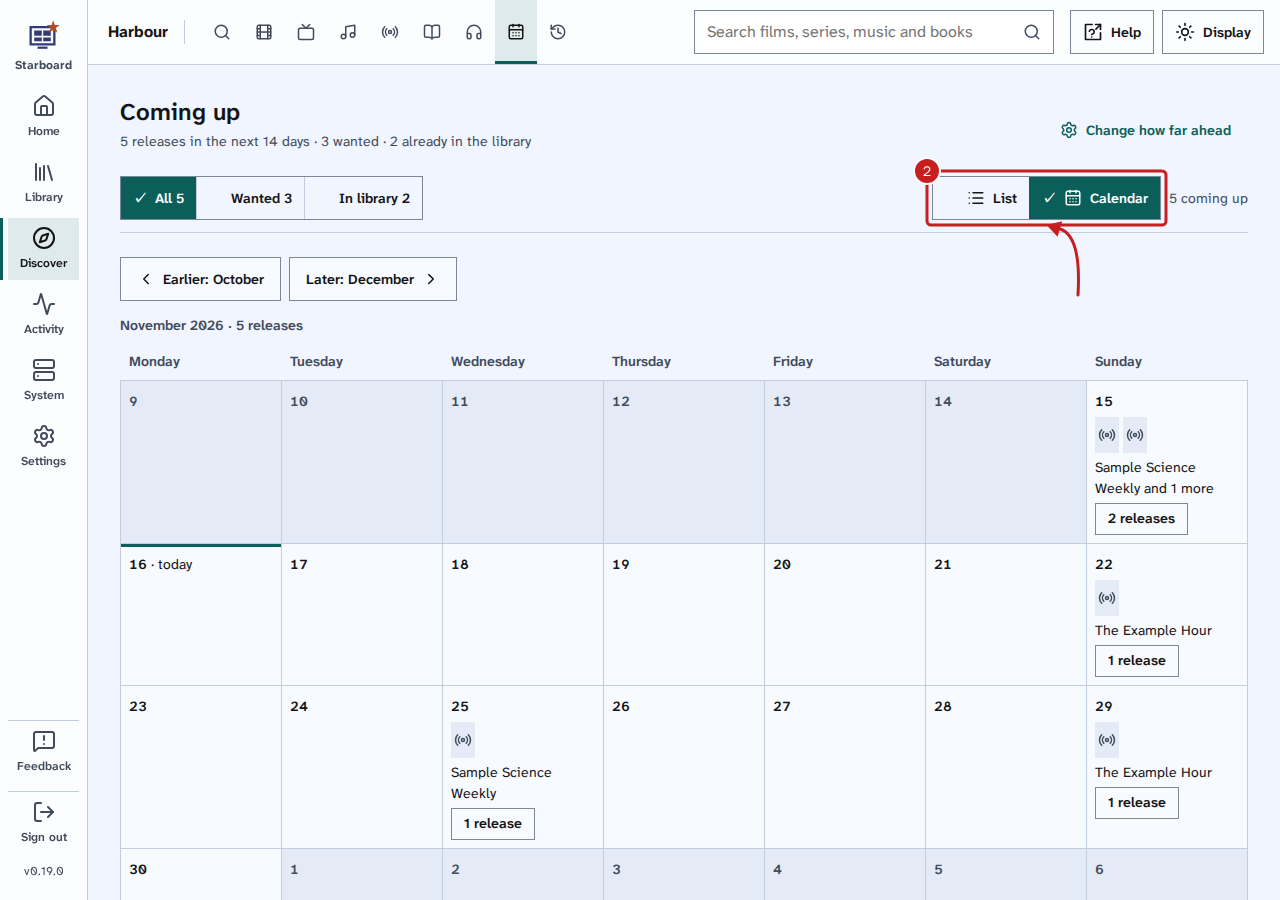 Starboard
Home
Library
Discover
Activity
System
Settings
Feedback
Sign out
v0.19.0
Harbour
Search films, series, music and books
Help
Display
Coming up
5 releases in the next 14 days · 3 wanted · 2 already in the library
Change how far ahead
All 5
Wanted 3
In library 2
2
List
Calendar
5 coming up
Earlier: October
Later: December
November 2026 · 5 releases
Monday Tuesday Wednesday Thursday Friday Saturday Sunday
9 10 11 12 13 14 15
Sample Science
Weekly and 1 more
2 releases
16 · today 17 18 19 20 21 22
The Example Hour
1 release
23 24 25 26 27 28 29
Sample Science
Weekly
1 release
The Example Hour
1 release
30 1 2 3 4 5 6